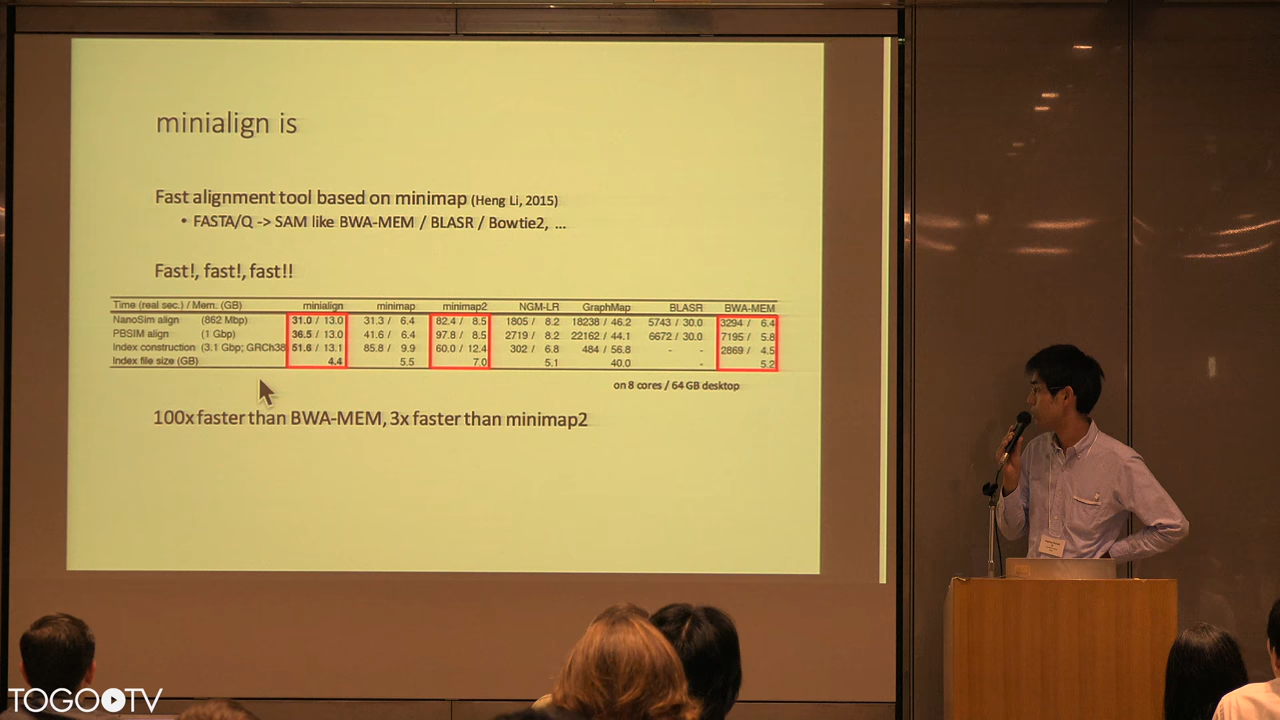 minialign is
Fast alignment tool based on minimap (Heng Li, 2015)
• FASTA/Q -> SAM like BWA-MEM / BLASR / Bowtie2, ...
Fast!, fast!, fast!!
Time (real sec.) / Mem. (GB) minialign minimap minimap2 NGM-LR GraphMap BLASR BWA-MEM
NanoSim align (862 Mbp) 31.0 / 13.0 31.3 / 6.4 82.4 / 8.5 1805 / 8.2 18238 / 46.2 5743 / 30.0 3294 / 6.4
PBSIM align (1 Gbp) 36.5 / 13.0 41.6 / 6.4 97.8 / 8.5 2719 / 8.2 22162 / 44.1 6672 / 30.0 7195 / 5.8
Index construction (3.1 Gbp; GRCh38 51.6 / 13.1 85.8 / 9.9 60.0 / 12.4 302 / 6.8 484 / 56.8 - - 2869 / 4.5
Index file size (GB) 4.4 5.5 7.0 5.1 40.0 5.2
on 8 cores / 64 GB desktop
100x faster than BWA-MEM, 3x faster than minimap2
TOGO TV